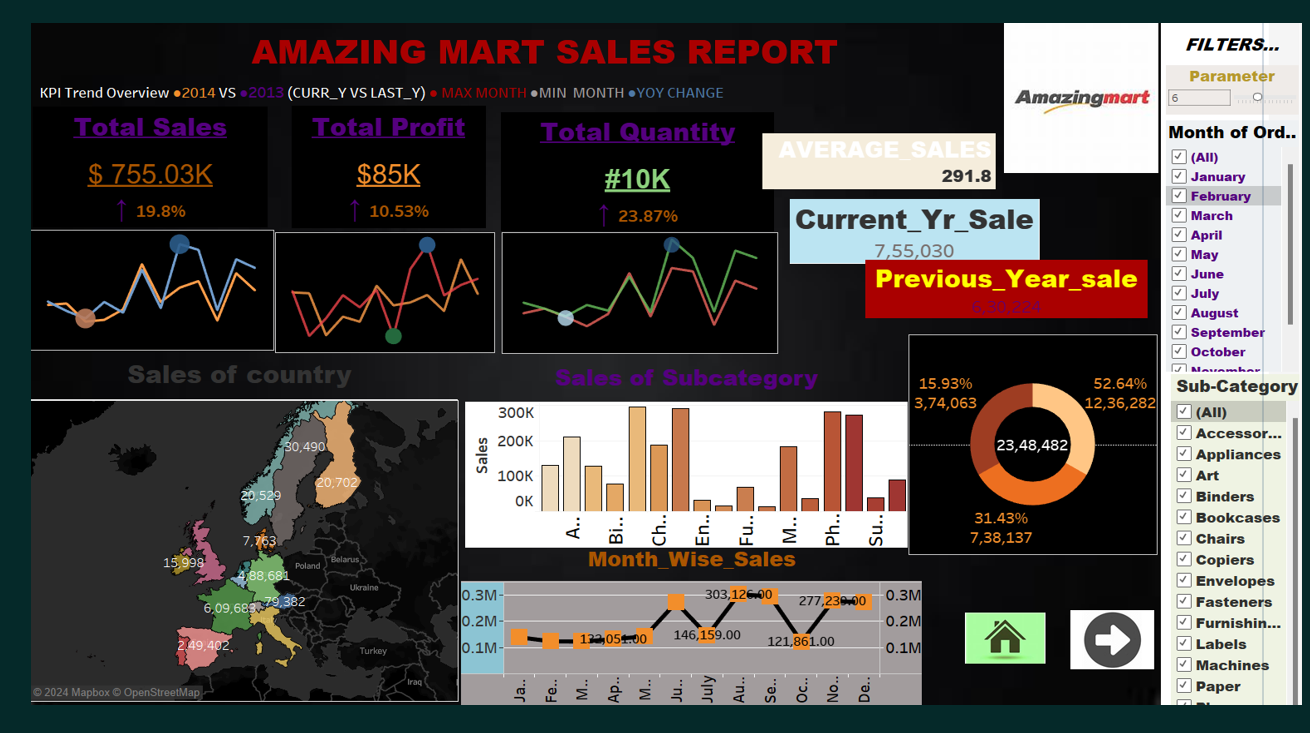 AMAZING MART SALES REPORT
KPI Trend Overview ●2014 VS ●2013 (CURR_Y VS LAST_Y) ● MAX MONTH ●MIN MONTH ●YOY CHANGE
Total Sales
$ 755.03K
↑ 19.8%
Total Profit
$85K
↑ 10.53%
Total Quantity
#10K
↑ 23.87%
AVERAGE_SALES
291.8
Current_Yr_Sale
7,55,030
Previous_Year_sale
Amazingmart
FILTERS...
Parameter
6
Month of Ord..
(All)
January
February
March
April
May
June
July
August
September
October
November
Sub-Category
(All)
Accessor...
Appliances
Art
Binders
Bookcases
Chairs
Copiers
Envelopes
Fasteners
Furnishin...
Labels
Machines
Paper
Sales of country
30,490
20,702
20,529
7,763
15,998
4,88,681
6,09,683
79,382
2,49,402
Poland
Belarus
Ukraine
Turkey
Iraq
© 2024 Mapbox © OpenStreetMap
Sales of Subcategory
Sales
300K
200K
100K
0K
A..
Bi..
Ch..
En..
Fu..
M..
Ph..
Su..
15.93%
3,74,063
52.64%
12,36,282
23,48,482
31.43%
7,38,137
Month_Wise_Sales
0.3M
0.2M
0.1M
303,126.00
277,239.00
146,159.00
121,861.00
0.3M
0.2M
0.1M
Ja..
Fe..
M..
Ap..
M..
Ju..
July
Au..
Se..
Oc..
No..
De..